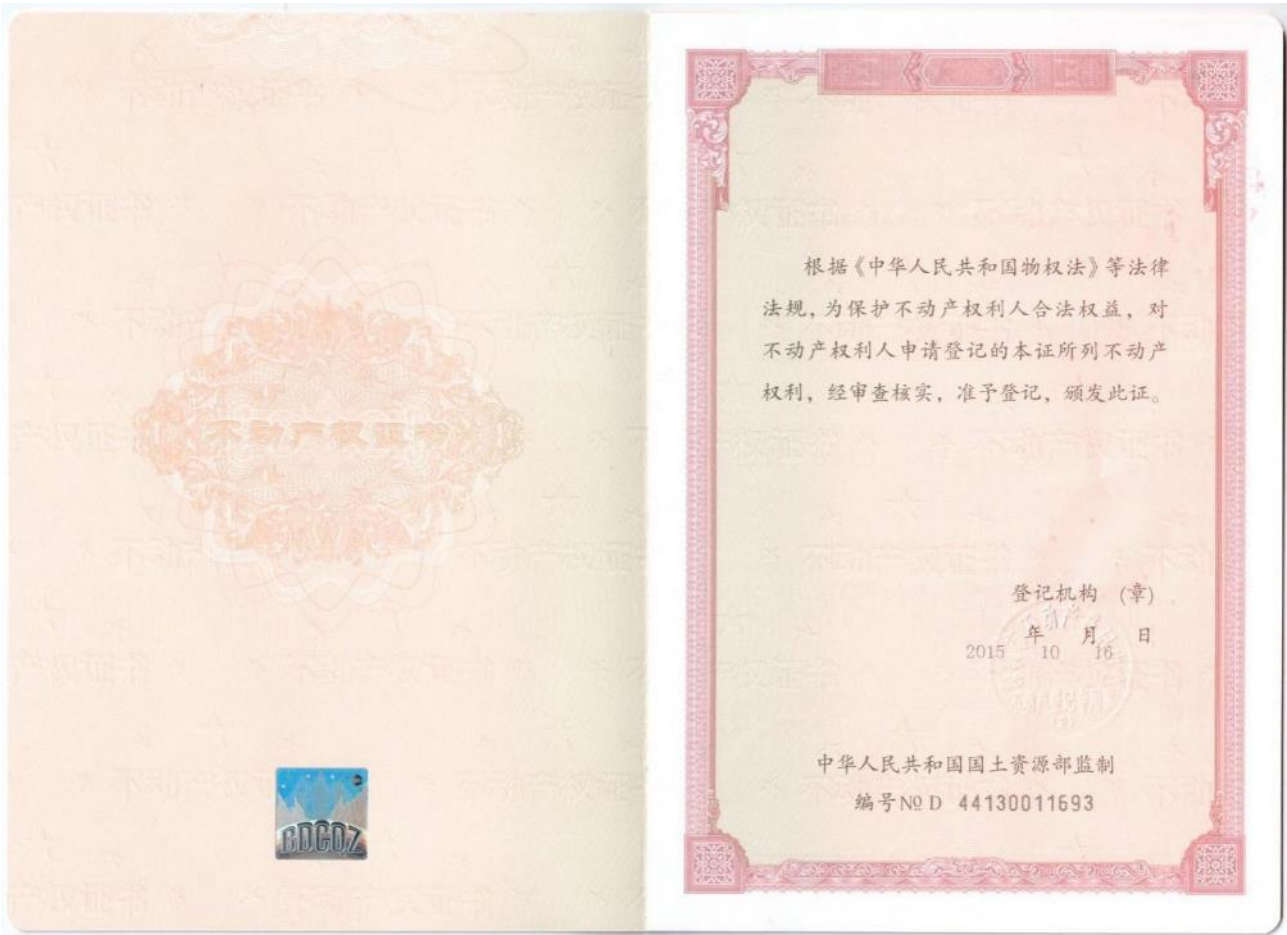 不动产权证书
BDCQZ
根据《中华人民共和国物权法》等法律
法规，为保护不动产权利人合法权益，对
不动产权利人申请登记的本证所列不动产
权利，经审查核实，准予登记，颁发此证。
登记机构 (章)
年 月 日
2015 10 16
中华人民共和国国土资源部监制
编号№ D 44130011693